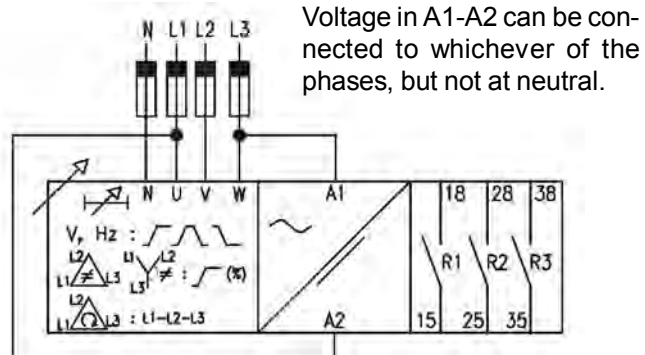 Voltage in A1-A2 can be con-
nected to whichever of the
phases, but not at neutral.
N L1 L2 L3
N U V W A1 18 28 38
V, Hz :
L2 L1 L2
L1 ≠ L3 L3 ≠ : (%)
R1 R2 R3
L2
L1 L3 : L1-L2-L3
A2 15 25 35